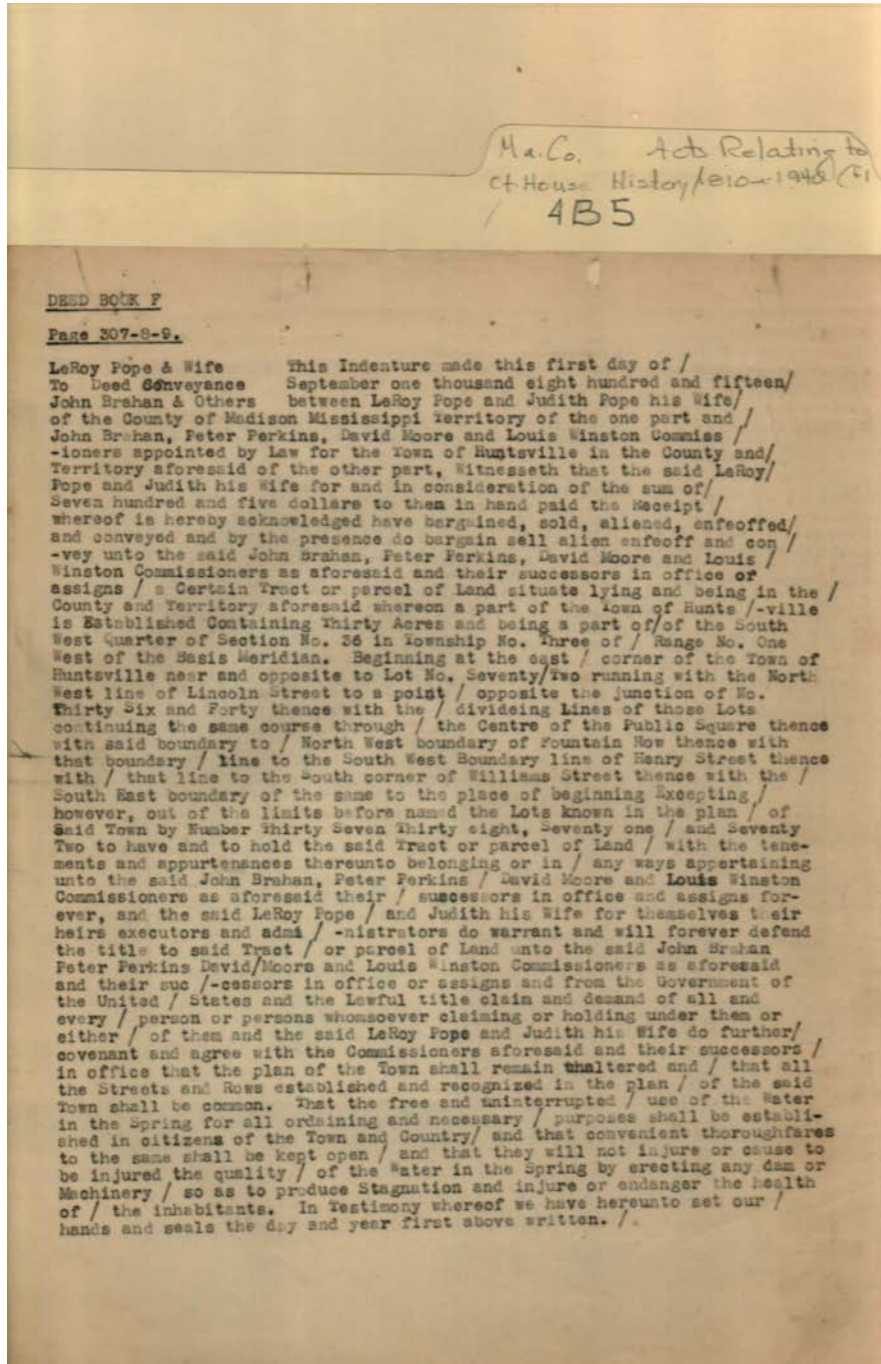 Ma.Co. Acts Relating to
Ct House History 1810-1940
4B5
DEED BOOK F
Page 307-8-9.
LeRoy Pope & Wife This Indenture made this first day of /
To Deed Conveyance September one thousand eight hundred and fifteen/
John Brahan & Others between LeRoy Pope and Judith Pope his Wife/
of the County of Madison Mississippi Territory of the one part and /
John Brahan, Peter Perkins, David Moore and Louis Winston Commiss /
-ioners appointed by Law for the Town of Huntsville in the County and/
Territory aforesaid of the other part, Witnesseth that the said LeRoy/
Pope and Judith his Wife for and in consideration of the sum of/
Seven hundred and five dollars to them in hand paid the Receipt /
whereof is hereby acknowledged have bargained, sold, aliened, enfeoffed/
and conveyed and by the presence do bargain sell alien enfeoff and con /
-vey unto the said John Brahan, Peter Perkins, David Moore and Louis /
Winston Commissioners as aforesaid and their successors in office or
assigns / a Certain Tract or parcel of Land situate lying and being in the /
County and Territory aforesaid whereon a part of the Town of Hunts /-ville
is Established Containing Thirty Acres and being a part of/of the South
West Quarter of Section No. 36 in Township No. Three of / Range No. One
West of the Basis Meridian. Beginning at the east / corner of the Town of
Huntsville near and opposite to Lot No. Seventy/Two running with the North
West line of Lincoln Street to a point / opposite the junction of No.
Thirty Six and Forty thence with the / divideing Lines of those Lots
continuing the same course through / the Centre of the Public Square thence
with said boundary to / North West boundary of Fountain Row thence with
that boundary / line to the South West Boundary line of Henry Street thence
with / that line to the South corner of Williams Street thence with the /
South East boundary of the same to the place of beginning Excepting /
however, out of the limits before named the Lots known in the plan / of
Said Town by Number Thirty Seven Thirty eight, Seventy one / and Seventy
Two to have and to hold the said Tract or parcel of Land / with the tene-
ments and appurtenances thereunto belonging or in / any ways appertaining
unto the said John Brahan, Peter Perkins / David Moore and Louis Winston
Commissioners as aforesaid their / successors in office and assigns for-
ever, and the said LeRoy Pope / and Judith his Wife for themselves their
heirs executors and admi / -nistrators do warrant and will forever defend
the title to said Tract / or parcel of Land unto the said John Brahan
Peter Perkins David/Moore and Louis Winston Commissioners as aforesaid
and their suc /-cessors in office or assigns and from the Government of
the United / States and the Lawful title claim and demand of all and
every / person or persons whomsoever claiming or holding under them or
either / of them and the said LeRoy Pope and Judith his Wife do further/
covenant and agree with the Commissioners aforesaid and their successors /
in office that the plan of the Town shall remain unaltered and / that all
the Streets and Rows established and recognized in the plan / of the said
Town shall be common. That the free and uninterrupted / use of the Water
in the Spring for all ordaining and necessary / purposes shall be establi-
shed in citizens of the Town and Country/ and that convenient thoroughfares
to the same shall be kept open / and that they will not injure or cause to
be injured the quality / of the Water in the Spring by erecting any dam or
Machinery / so as to produce Stagnation and injure or endanger the health
of / the inhabitants. In Testimony whereof we have hereunto set our /
hands and seals the day and year first above written. /.